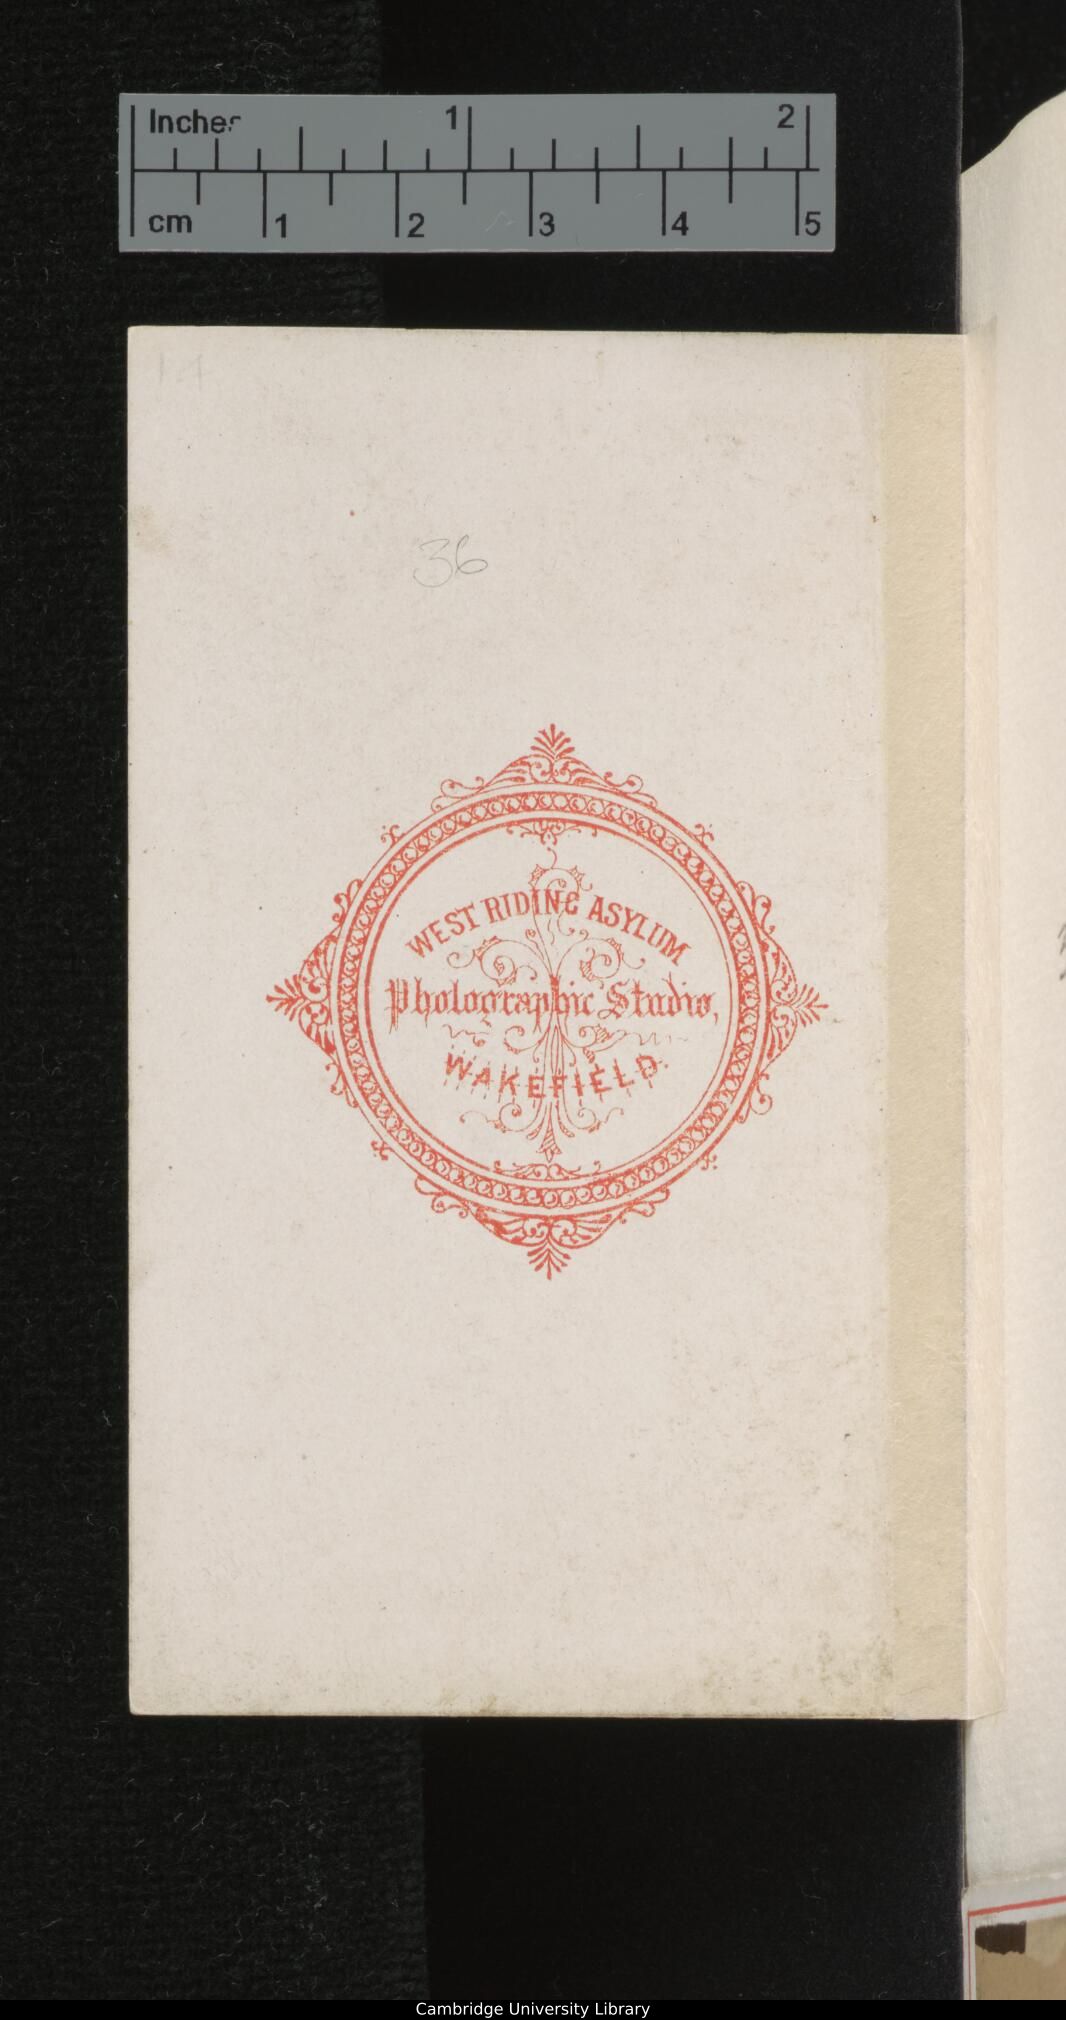 Inches 1 2
cm 1 2 3 4 5
36
WEST RIDING ASYLUM
Photographic Studio,
WAKEFIELD.
Cambridge University Library